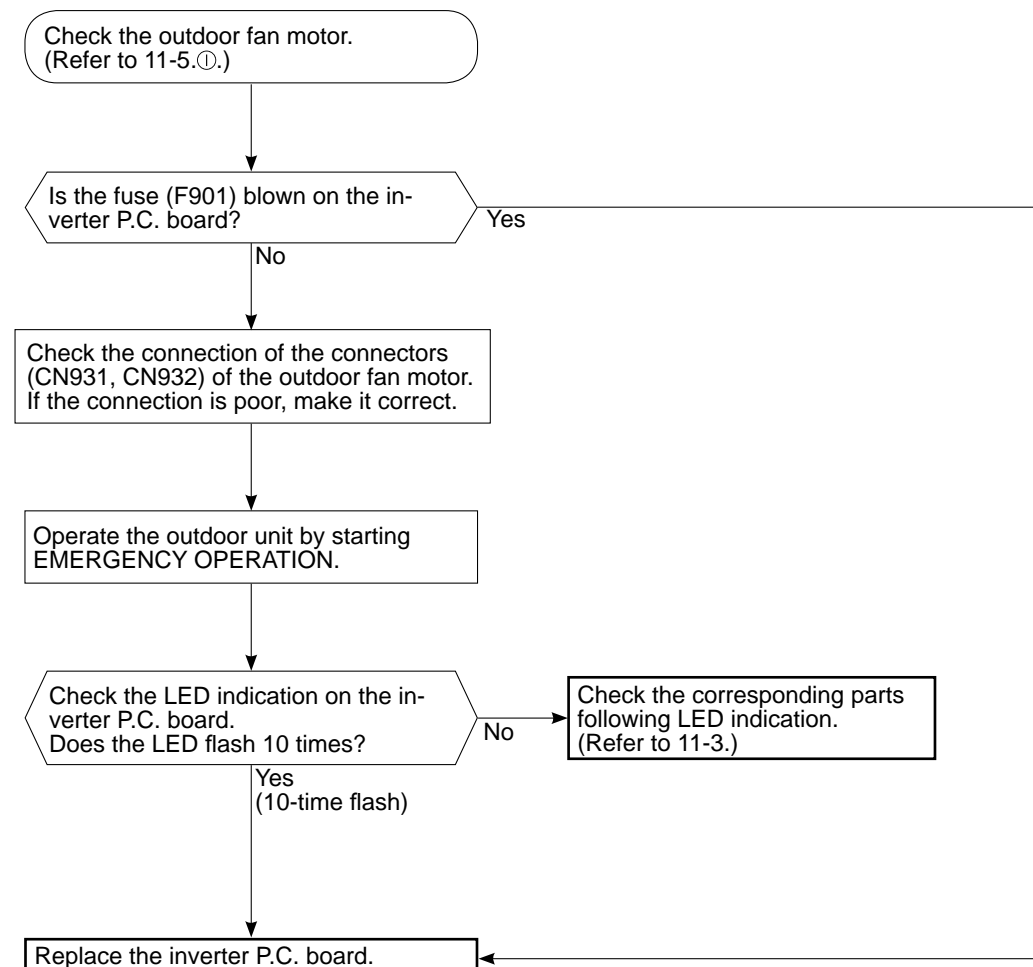 Check the outdoor fan motor.
(Refer to 11-5.Ⓘ.)
Is the fuse (F901) blown on the in-
verter P.C. board?
Yes
No
Check the connection of the connectors
(CN931, CN932) of the outdoor fan motor.
If the connection is poor, make it correct.
Operate the outdoor unit by starting
EMERGENCY OPERATION.
Check the LED indication on the in-
verter P.C. board.
Does the LED flash 10 times?
No
Check the corresponding parts
following LED indication.
(Refer to 11-3.)
Yes
(10-time flash)
Replace the inverter P.C. board.